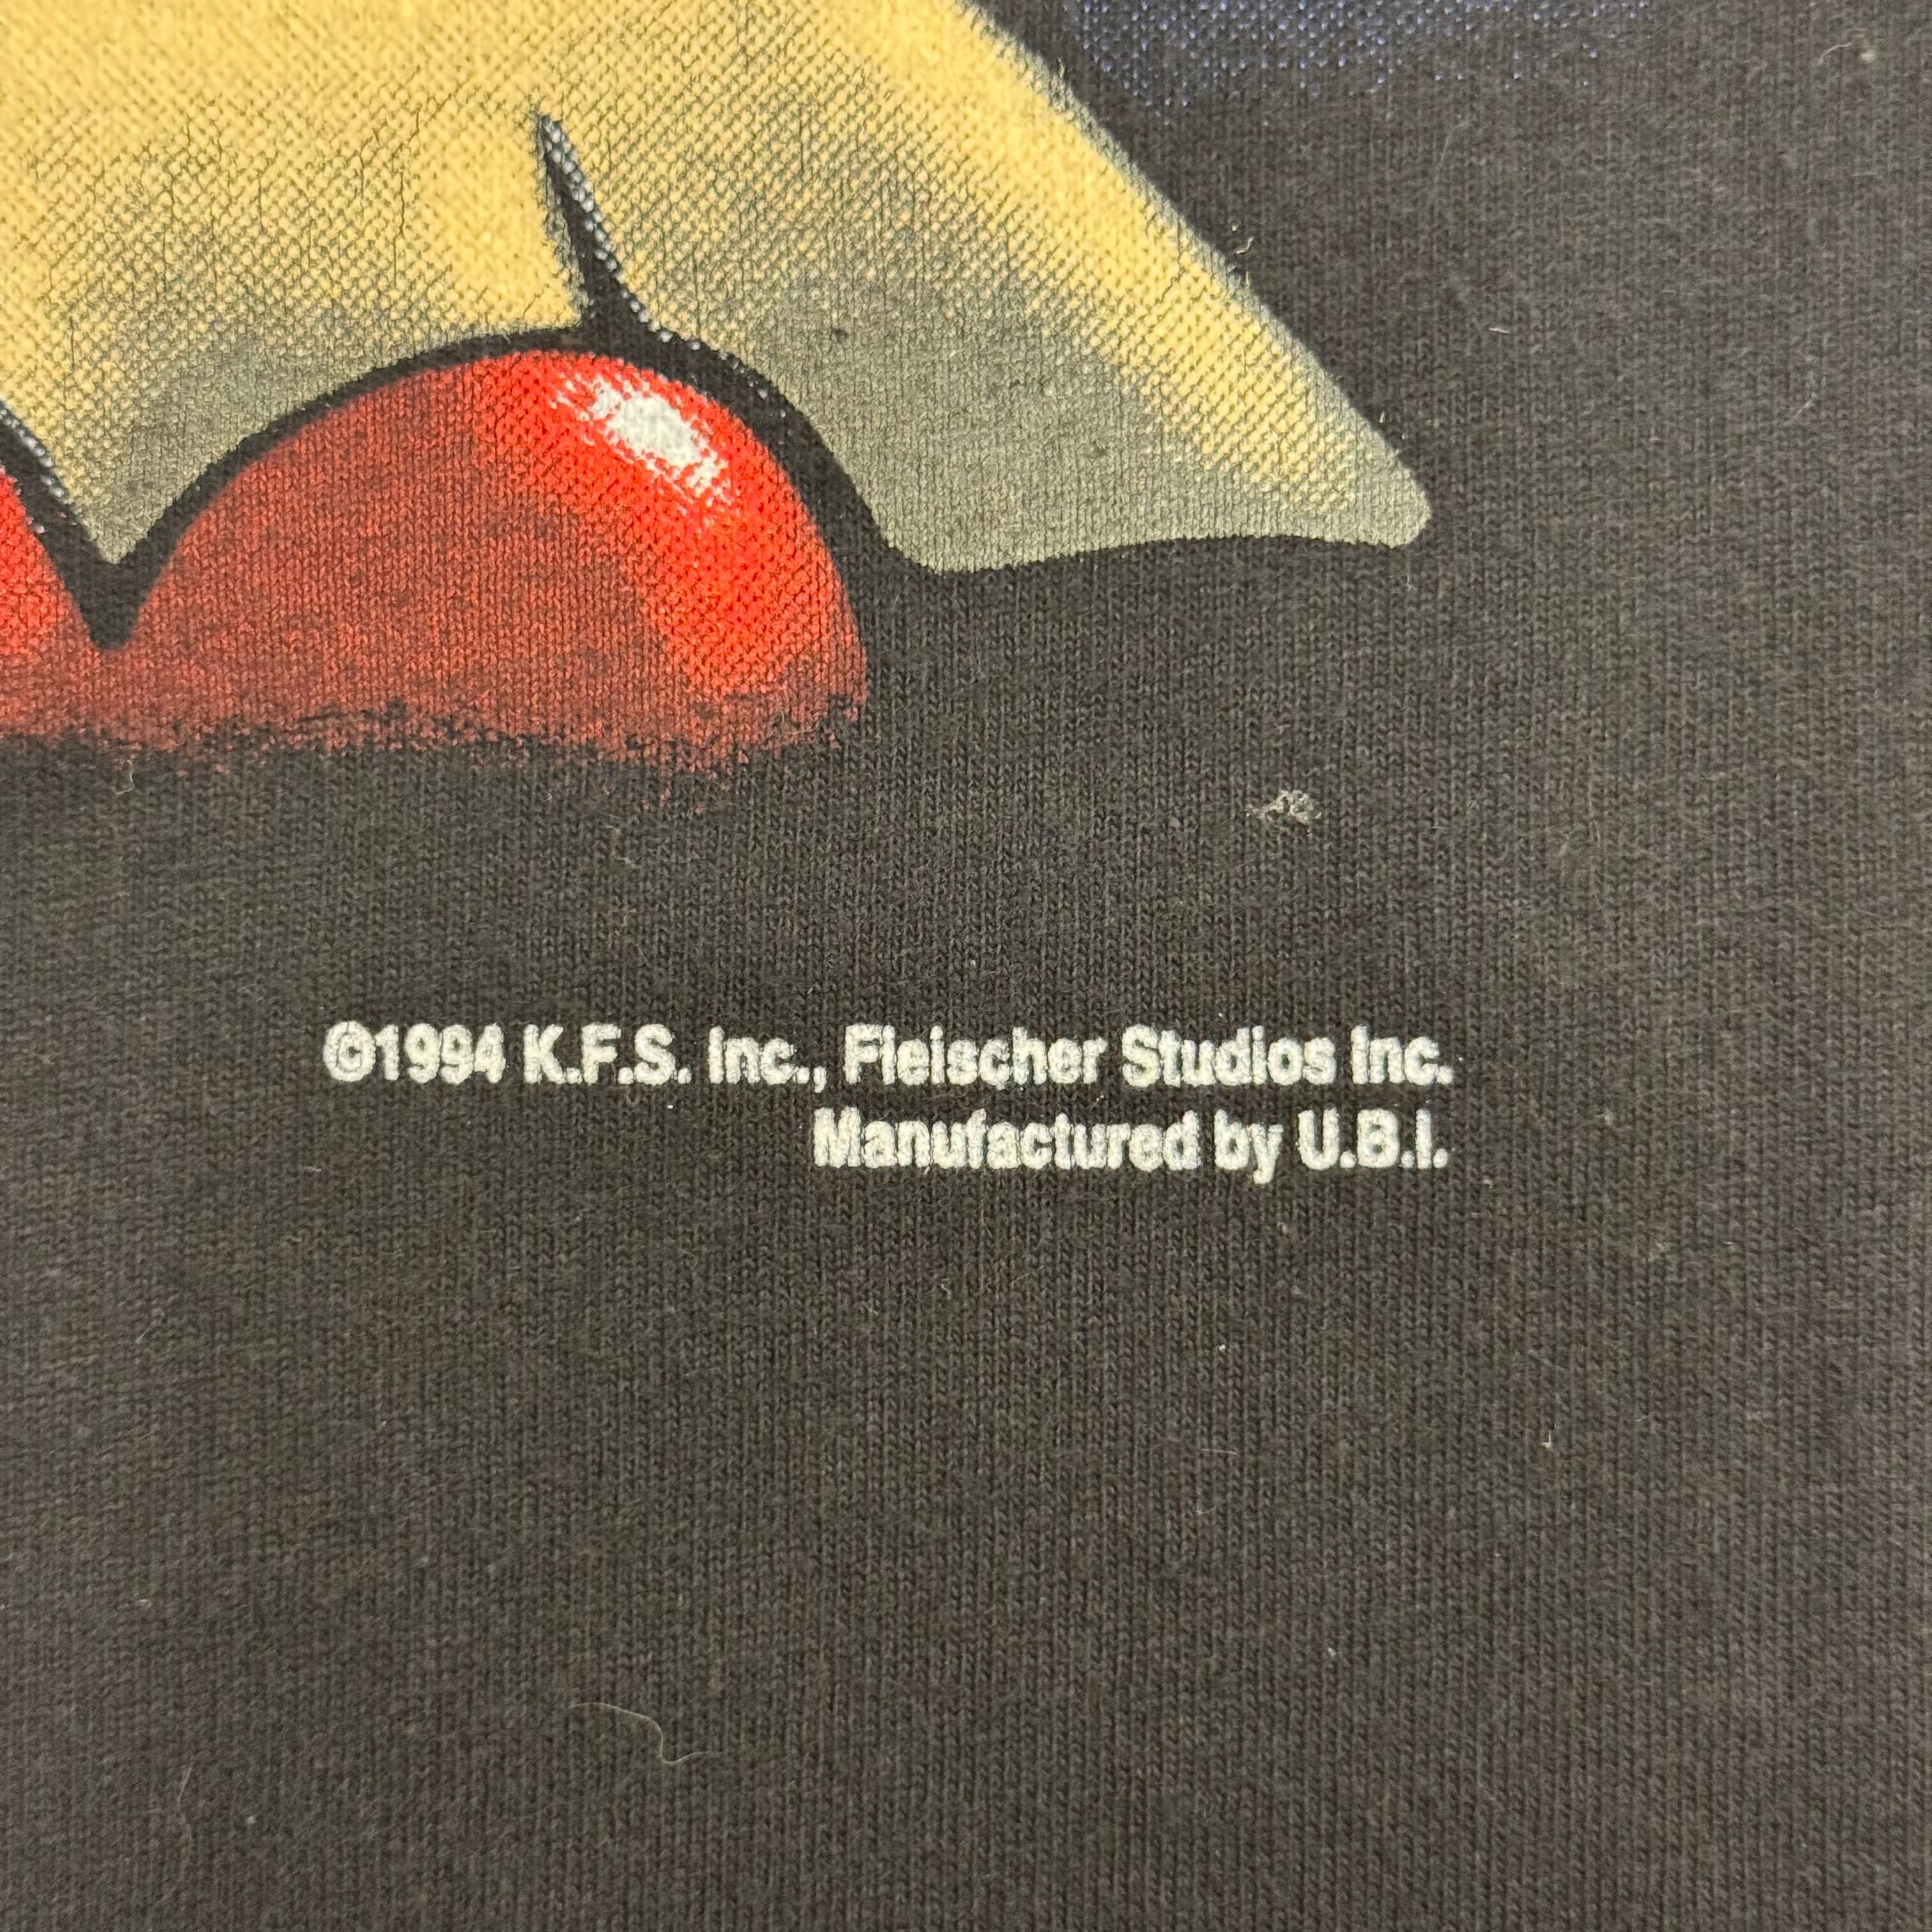 ©1994 K.F.S. Inc., Fleischer Studios Inc.
Manufactured by U.B.I.